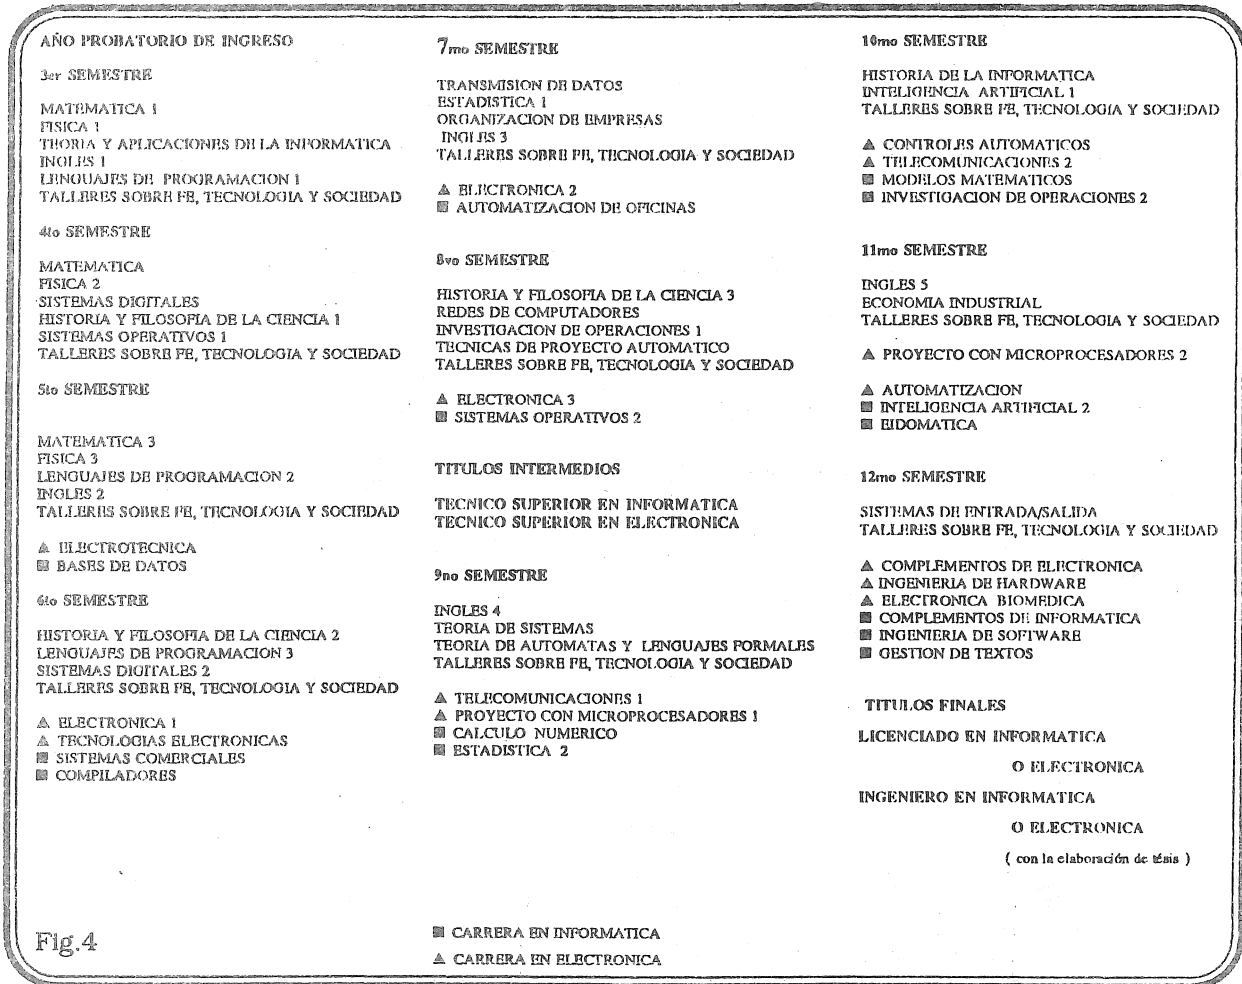 AÑO PROBATORIO DE INGRESO
3er SEMESTRE
MATEMATICA 1
FISICA 1
TEORIA Y APLICACIONES DE LA INFORMATICA
INGLES 1
LENGUAJES DE PROGRAMACION 1
TALLERES SOBRE FE, TECNOLOGIA Y SOCIEDAD
4to SEMESTRE
MATEMATICA
FISICA 2
SISTEMAS DIGITALES
HISTORIA Y FILOSOFIA DE LA CIENCIA 1
SISTEMAS OPERATIVOS 1
TALLERES SOBRE FE, TECNOLOGIA Y SOCIEDAD
5to SEMESTRE
MATEMATICA 3
FISICA 3
LENGUAJES DE PROGRAMACION 2
INGLES 2
TALLERES SOBRE FE, TECNOLOGIA Y SOCIEDAD
▲ ELECTROTECNICA
■ BASES DE DATOS
6to SEMESTRE
HISTORIA Y FILOSOFIA DE LA CIENCIA 2
LENGUAJES DE PROGRAMACION 3
SISTEMAS DIGITALES 2
TALLERES SOBRE FE, TECNOLOGIA Y SOCIEDAD
▲ ELECTRONICA 1
▲ TECNOLOGIAS ELECTRONICAS
■ SISTEMAS COMERCIALES
■ COMPILADORES
7mo SEMESTRE
TRANSMISION DE DATOS
ESTADISTICA 1
ORGANIZACION DE EMPRESAS
INGLES 3
TALLERES SOBRE FE, TECNOLOGIA Y SOCIEDAD
▲ ELECTRONICA 2
■ AUTOMATIZACION DE OFICINAS
8vo SEMESTRE
HISTORIA Y FILOSOFIA DE LA CIENCIA 3
REDES DE COMPUTADORES
INVESTIGACION DE OPERACIONES 1
TECNICAS DE PROYECTO AUTOMATICO
TALLERES SOBRE FE, TECNOLOGIA Y SOCIEDAD
▲ ELECTRONICA 3
■ SISTEMAS OPERATIVOS 2
TITULOS INTERMEDIOS
TECNICO SUPERIOR EN INFORMATICA
TECNICO SUPERIOR EN ELECTRONICA
9no SEMESTRE
INGLES 4
TEORIA DE SISTEMAS
TEORIA DE AUTOMATAS Y LENGUAJES FORMALES
TALLERES SOBRE FE, TECNOLOGIA Y SOCIEDAD
▲ TELECOMUNICACIONES 1
▲ PROYECTO CON MICROPROCESADORES 1
■ CALCULO NUMERICO
■ ESTADISTICA 2
10mo SEMESTRE
HISTORIA DE LA INFORMATICA
INTELIGENCIA ARTIFICIAL 1
TALLERES SOBRE FE, TECNOLOGIA Y SOCIEDAD
▲ CONTROLES AUTOMATICOS
▲ TELECOMUNICACIONES 2
■ MODELOS MATEMATICOS
■ INVESTIGACION DE OPERACIONES 2
11mo SEMESTRE
INGLES 5
ECONOMIA INDUSTRIAL
TALLERES SOBRE FE, TECNOLOGIA Y SOCIEDAD
▲ PROYECTO CON MICROPROCESADORES 2
▲ AUTOMATIZACION
■ INTELIGENCIA ARTIFICIAL 2
■ EIDOMATICA
12mo SEMESTRE
SISTEMAS DE ENTRADA/SALIDA
TALLERES SOBRE FE, TECNOLOGIA Y SOCIEDAD
▲ COMPLEMENTOS DE ELECTRONICA
▲ INGENIERIA DE HARDWARE
▲ ELECTRONICA BIOMEDICA
■ COMPLEMENTOS DE INFORMATICA
■ INGENIERIA DE SOFTWARE
■ GESTION DE TEXTOS
TITULOS FINALES
LICENCIADO EN INFORMATICA
O ELECTRONICA
INGENIERO EN INFORMATICA
O ELECTRONICA
( con la elaboración de tésis )
Fig.4
■ CARRERA EN INFORMATICA
▲ CARRERA EN ELECTRONICA